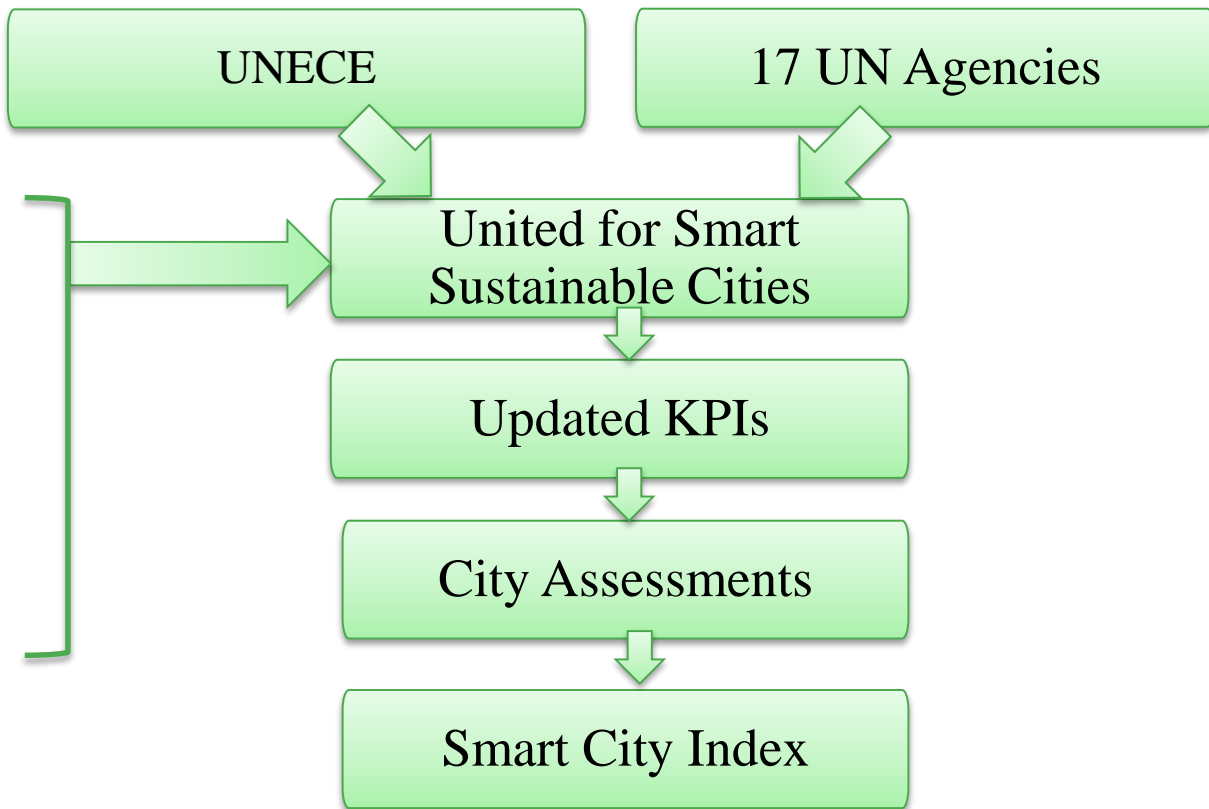 UNECE
17 UN Agencies
United for Smart
Sustainable Cities
Updated KPIs
City Assessments
Smart City Index